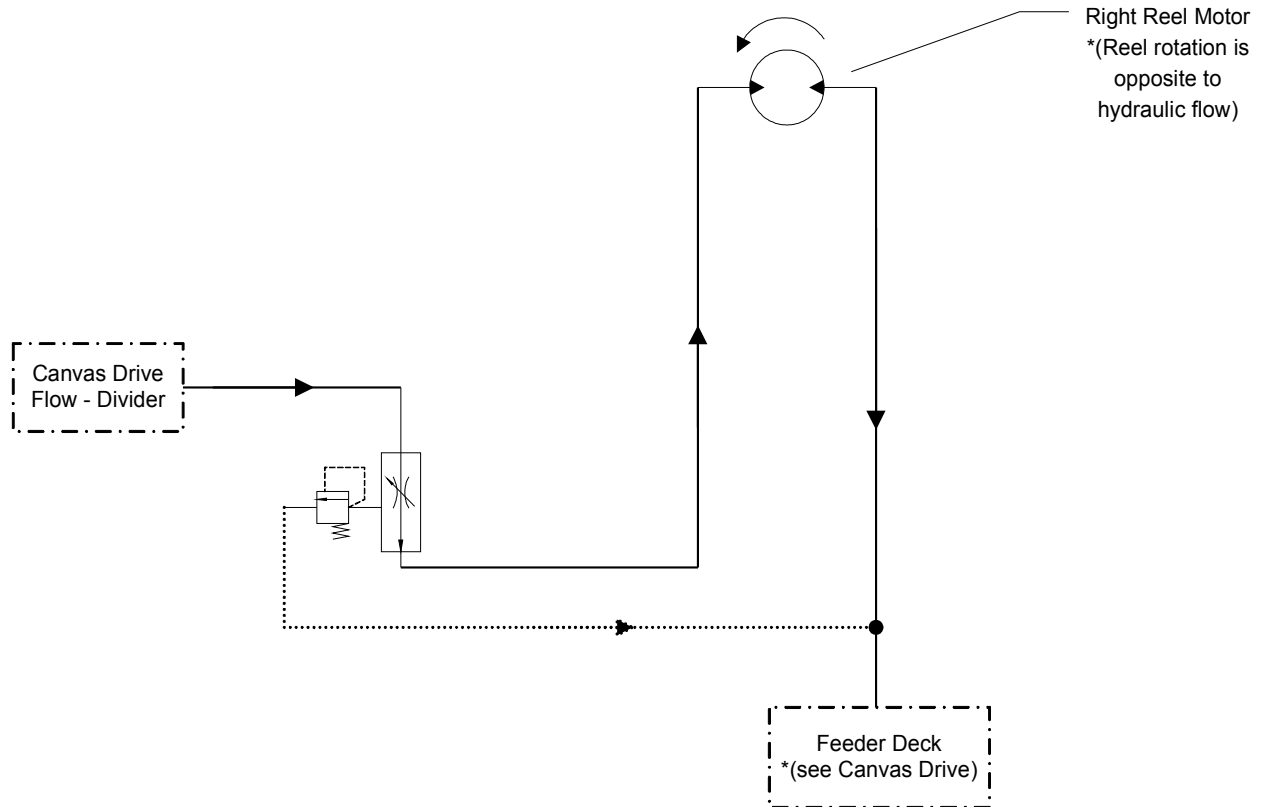 Right Reel Motor
*(Reel rotation is
opposite to
hydraulic flow)
Canvas Drive
Flow - Divider
Feeder Deck
*(see Canvas Drive)